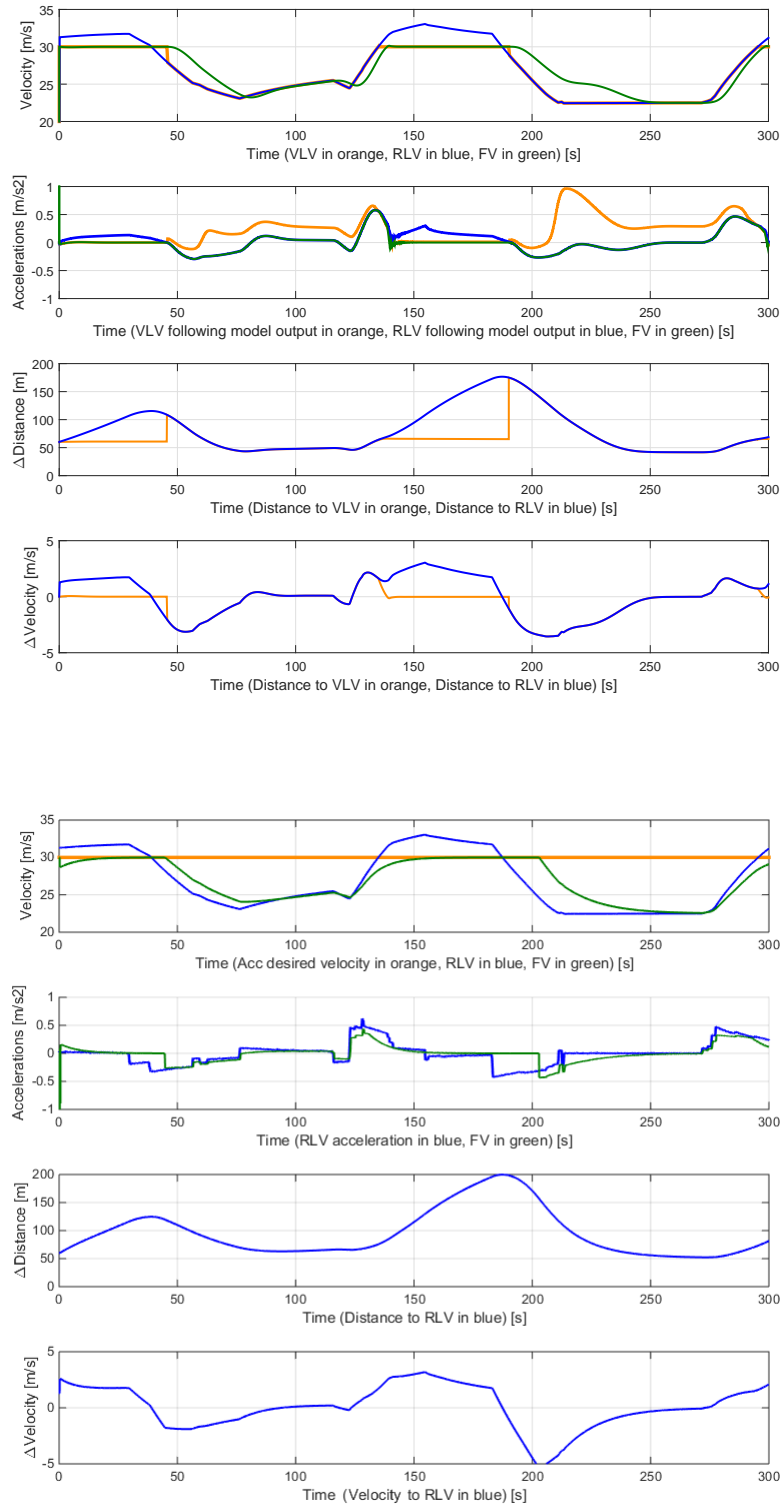 Velocity [m/s]
35
30
25
20
0 50 100 150 200 250 300
Time (VLV in orange, RLV in blue, FV in green) [s]
Accelerations [m/s2]
1
0.5
0
-0.5
-1
0 50 100 150 200 250 300
Time (VLV following model output in orange, RLV following model output in blue, FV in green) [s]
ΔDistance [m]
200
150
100
50
0
0 50 100 150 200 250 300
Time (Distance to VLV in orange, Distance to RLV in blue) [s]
ΔVelocity [m/s]
5
0
-5
0 50 100 150 200 250 300
Time (Distance to VLV in orange, Distance to RLV in blue) [s]
Velocity [m/s]
35
30
25
20
0 50 100 150 200 250 300
Time (Acc desired velocity in orange, RLV in blue, FV in green) [s]
Accelerations [m/s2]
1
0.5
0
-0.5
-1
0 50 100 150 200 250 300
Time (RLV acceleration in blue, FV in green) [s]
ΔDistance [m]
200
150
100
50
0
0 50 100 150 200 250 300
Time (Distance to RLV in blue) [s]
ΔVelocity [m/s]
5
0
-5
0 50 100 150 200 250 300
Time (Velocity to RLV in blue) [s]